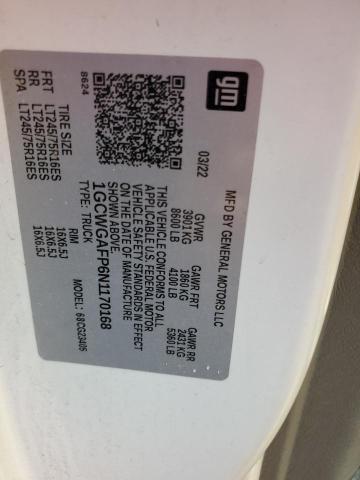 gm
MFD BY GENERAL MOTORS LLC
03/22 GVWR GAWR FRT GAWR RR
3901 KG 1860 KG 2431 KG
8600 LB 4100 LB 5360 LB
THIS VEHICLE CONFORMS TO ALL
APPLICABLE U.S. FEDERAL MOTOR
VEHICLE SAFETY STANDARDS IN EFFECT
ON THE DATE OF MANUFACTURE
SHOWN ABOVE.
1GCWGAFP6N1170168
TYPE: TRUCK MODEL: 68CG23405
8624
TIRE SIZE RIM
FRT LT245/75R16ES 16X6.5J
RR LT245/75R16ES 16X6.5J
SPA LT245/75R16ES 16X6.5J